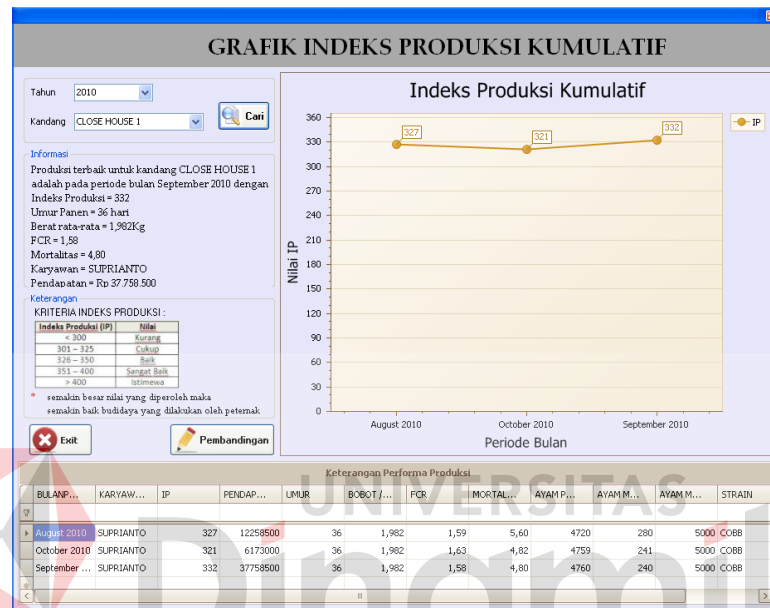 GRAFIK INDEKS PRODUKSI KUMULATIF
Tahun 2010
Kandang CLOSE HOUSE 1
Cari
Informasi
Produksi terbaik untuk kandang CLOSE HOUSE 1
adalah pada periode bulan September 2010 dengan
Indeks Produksi = 332
Umur Panen = 36 hari
Berat rata-rata = 1,982Kg
FCR = 1,58
Mortalitas = 4,80
Karyawan = SUPRIANTO
Pendapatan = Rp 37.758.500
Keterangan
KRITERIA INDEKS PRODUKSI :
Indeks Produksi (IP) Nilai
< 300 Kurang
301 – 325 Cukup
326 – 350 Baik
351 – 400 Sangat Baik
> 400 Istimewa
* semakin besar nilai yang diperoleh maka
semakin baik budidaya yang dilakukan oleh peternak
Exit
Pembandingan
Indeks Produksi Kumulatif
Nilai IP
360
330
300
270
240
210
180
150
120
90
60
30
0
327
321
332
IP
August 2010
October 2010
September 2010
Periode Bulan
Keterangan Performa Produksi
BULANP... KARYAW... IP PENDAP... UMUR BOBOT /... FCR MORTAL... AYAM P... AYAM M... AYAM M... STRAIN
August 2010 SUPRIANTO 327 12258500 36 1,982 1,59 5,60 4720 280 5000 COBB
October 2010 SUPRIANTO 321 6173000 36 1,982 1,63 4,82 4759 241 5000 COBB
September ... SUPRIANTO 332 37758500 36 1,982 1,58 4,80 4760 240 5000 COBB
UNIVERSITAS
Dinamik